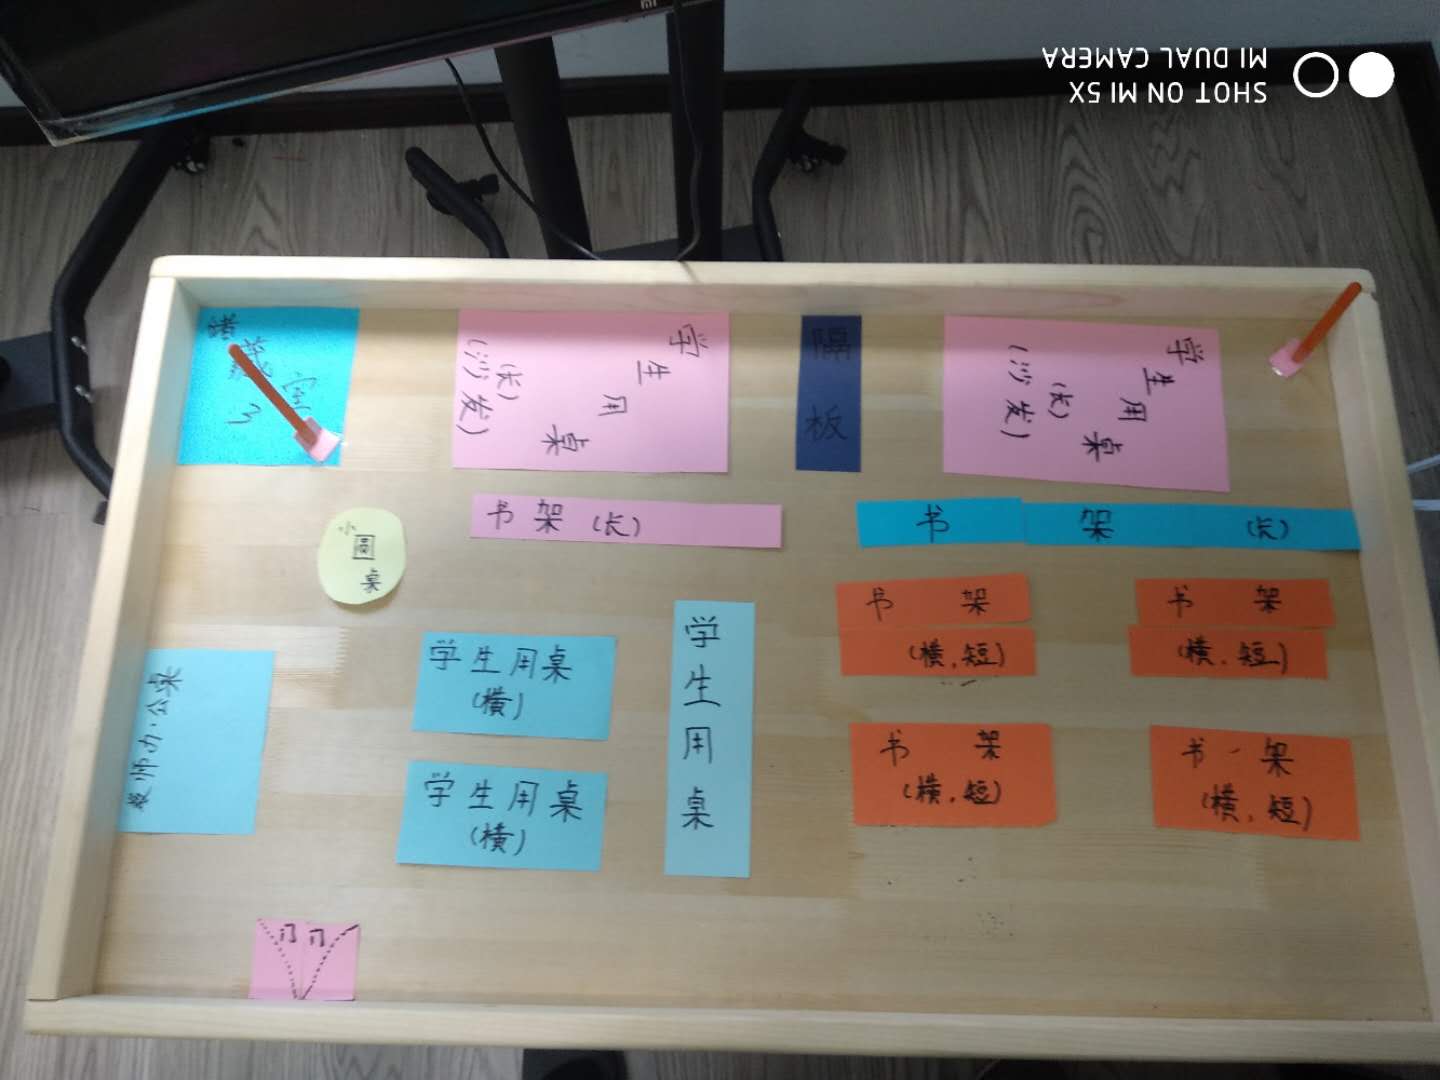 学生用桌
(长)
(沙发)
隔板
学生用桌
(长)
(沙发)
书架(长)
书架 (长)
小圆桌
书架
(横.短)
书架
(横.短)
学生用桌
(横)
学生用桌
教师办公桌
学生用桌
(横)
书架
(横.短)
书架
(横.短)
门
SHOT ON MI 5X
MI DUAL CAMERA